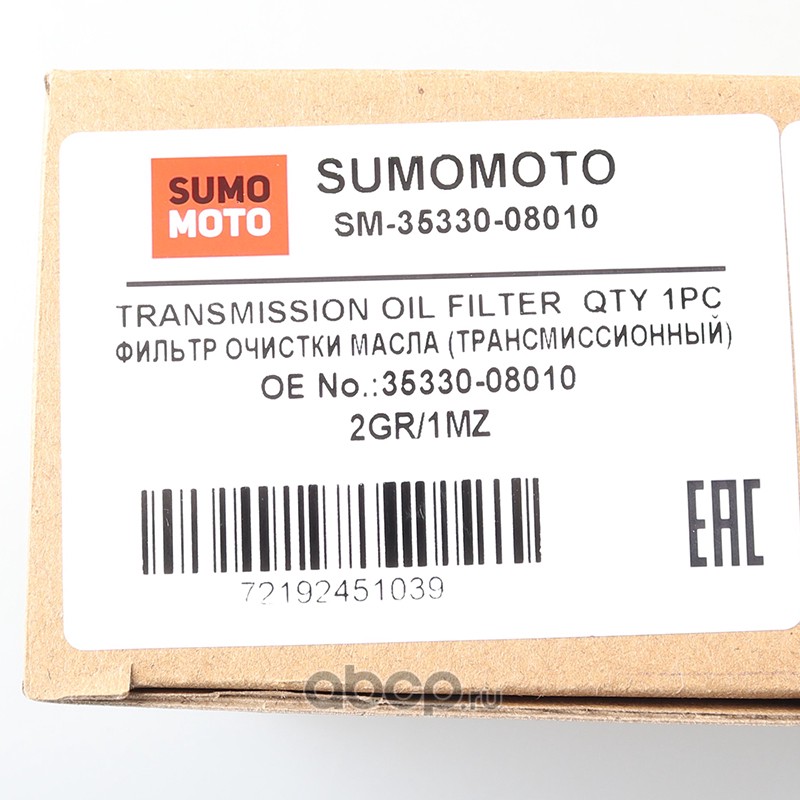 SUMO
MOTO
SUMOMOTO
SM-35330-08010
TRANSMISSION OIL FILTER QTY 1PC
ФИЛЬТР ОЧИСТКИ МАСЛА (ТРАНСМИССИОННЫЙ)
OE No.:35330-08010
2GR/1MZ
72192451039
EAC
abcp.ru